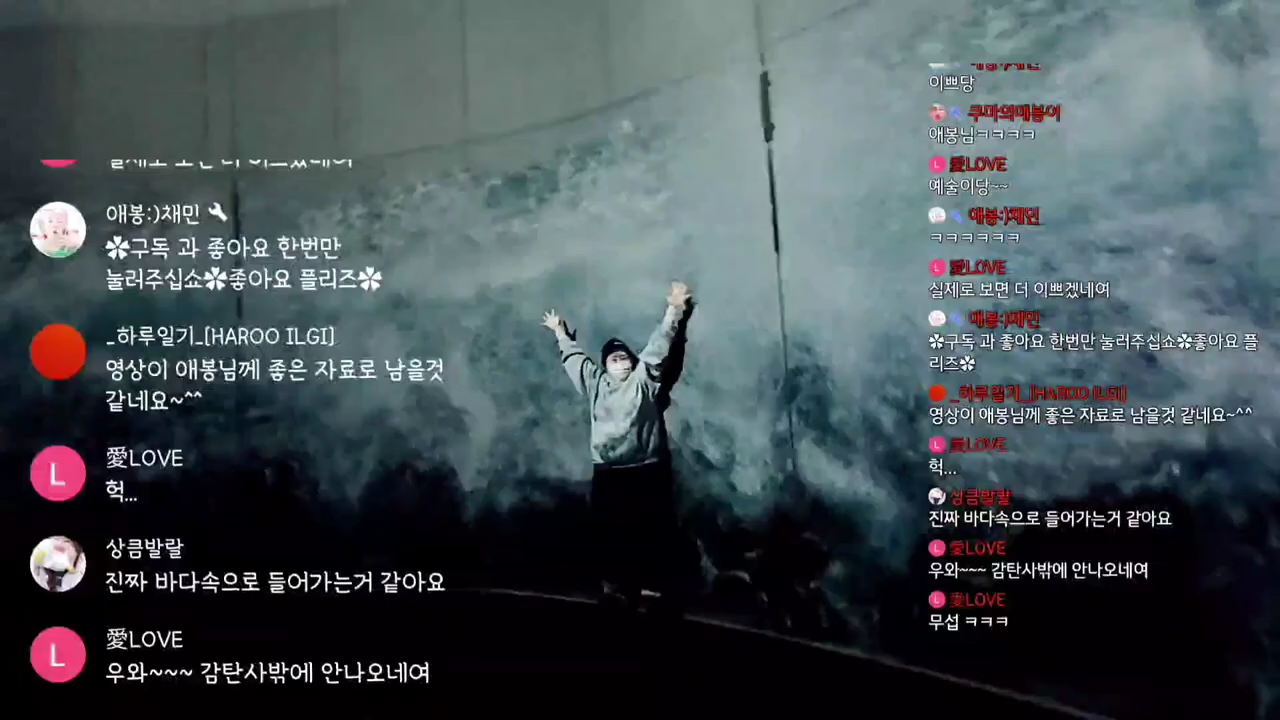 애봉:)채민
✽구독 과 좋아요 한번만
눌러주십쇼✽좋아요 플리즈✽
_하루일기_[HAROO ILGI]
영상이 애봉님께 좋은 자료로 남을것
같네요~^^
L
愛LOVE
헉...
상큼발랄
진짜 바다속으로 들어가는거 같아요
L
愛LOVE
우와~~~ 감탄사밖에 안나오네여
이쁘당
쿠마의매봉이
애봉님ㅋㅋㅋㅋ
L 愛LOVE
예술이당~~
애봉:)채민
ㅋㅋㅋㅋㅋㅋ
L 愛LOVE
실제로 보면 더 이쁘겠네여
애봉:)채민
✽구독 과 좋아요 한번만 눌러주십쇼✽좋아요 플
리즈✽
_하루일기_[HAROO ILGI]
영상이 애봉님께 좋은 자료로 남을것 같네요~^^
L 愛LOVE
헉...
상큼발랄
진짜 바다속으로 들어가는거 같아요
L 愛LOVE
우와~~~ 감탄사밖에 안나오네여
L 愛LOVE
무섭 ㅋㅋㅋ